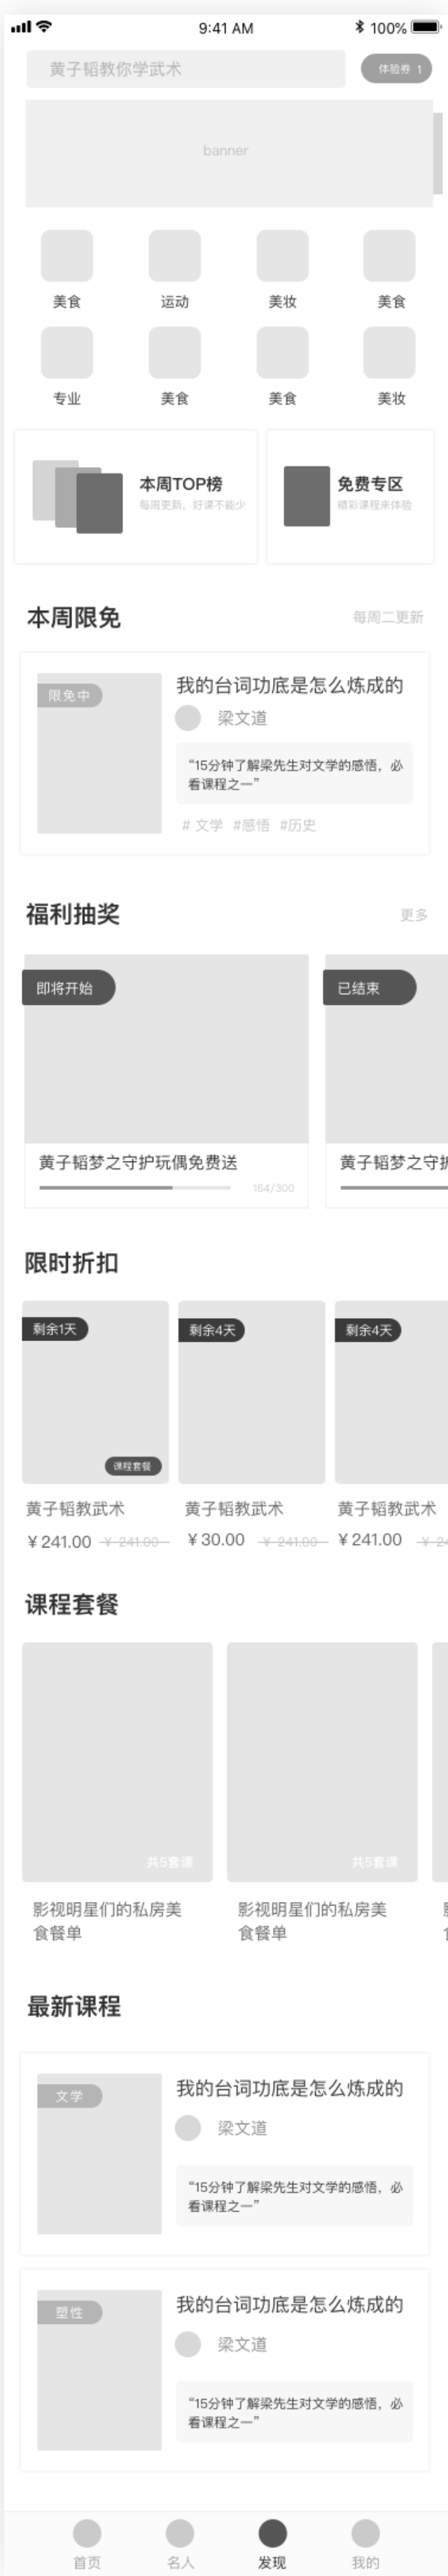 9:41 AM
100%
黄子韬教你学武术
体验券 1
banner
美食
运动
美妆
美食
专业
美食
美食
美妆
本周TOP榜
每周更新，好课不能少
免费专区
精彩课程来体验
本周限免
每周二更新
限免中
我的台词功底是怎么炼成的
梁文道
“15分钟了解梁先生对文学的感悟，必
看课程之一”
# 文学 #感悟 #历史
福利抽奖
更多
即将开始
已结束
黄子韬梦之守护玩偶免费送
黄子韬梦之守护
164/300
限时折扣
剩余1天
剩余4天
剩余4天
课程套餐
黄子韬教武术
黄子韬教武术
黄子韬教武术
¥241.00
¥ 241.00
¥30.00
¥ 241.00
¥241.00
¥ 24
课程套餐
共5套课
共5套课
影视明星们的私房美
食餐单
影视明星们的私房美
食餐单
最新课程
文学
我的台词功底是怎么炼成的
梁文道
“15分钟了解梁先生对文学的感悟，必
看课程之一”
塑性
我的台词功底是怎么炼成的
梁文道
“15分钟了解梁先生对文学的感悟，必
看课程之一”
首页
名人
发现
我的